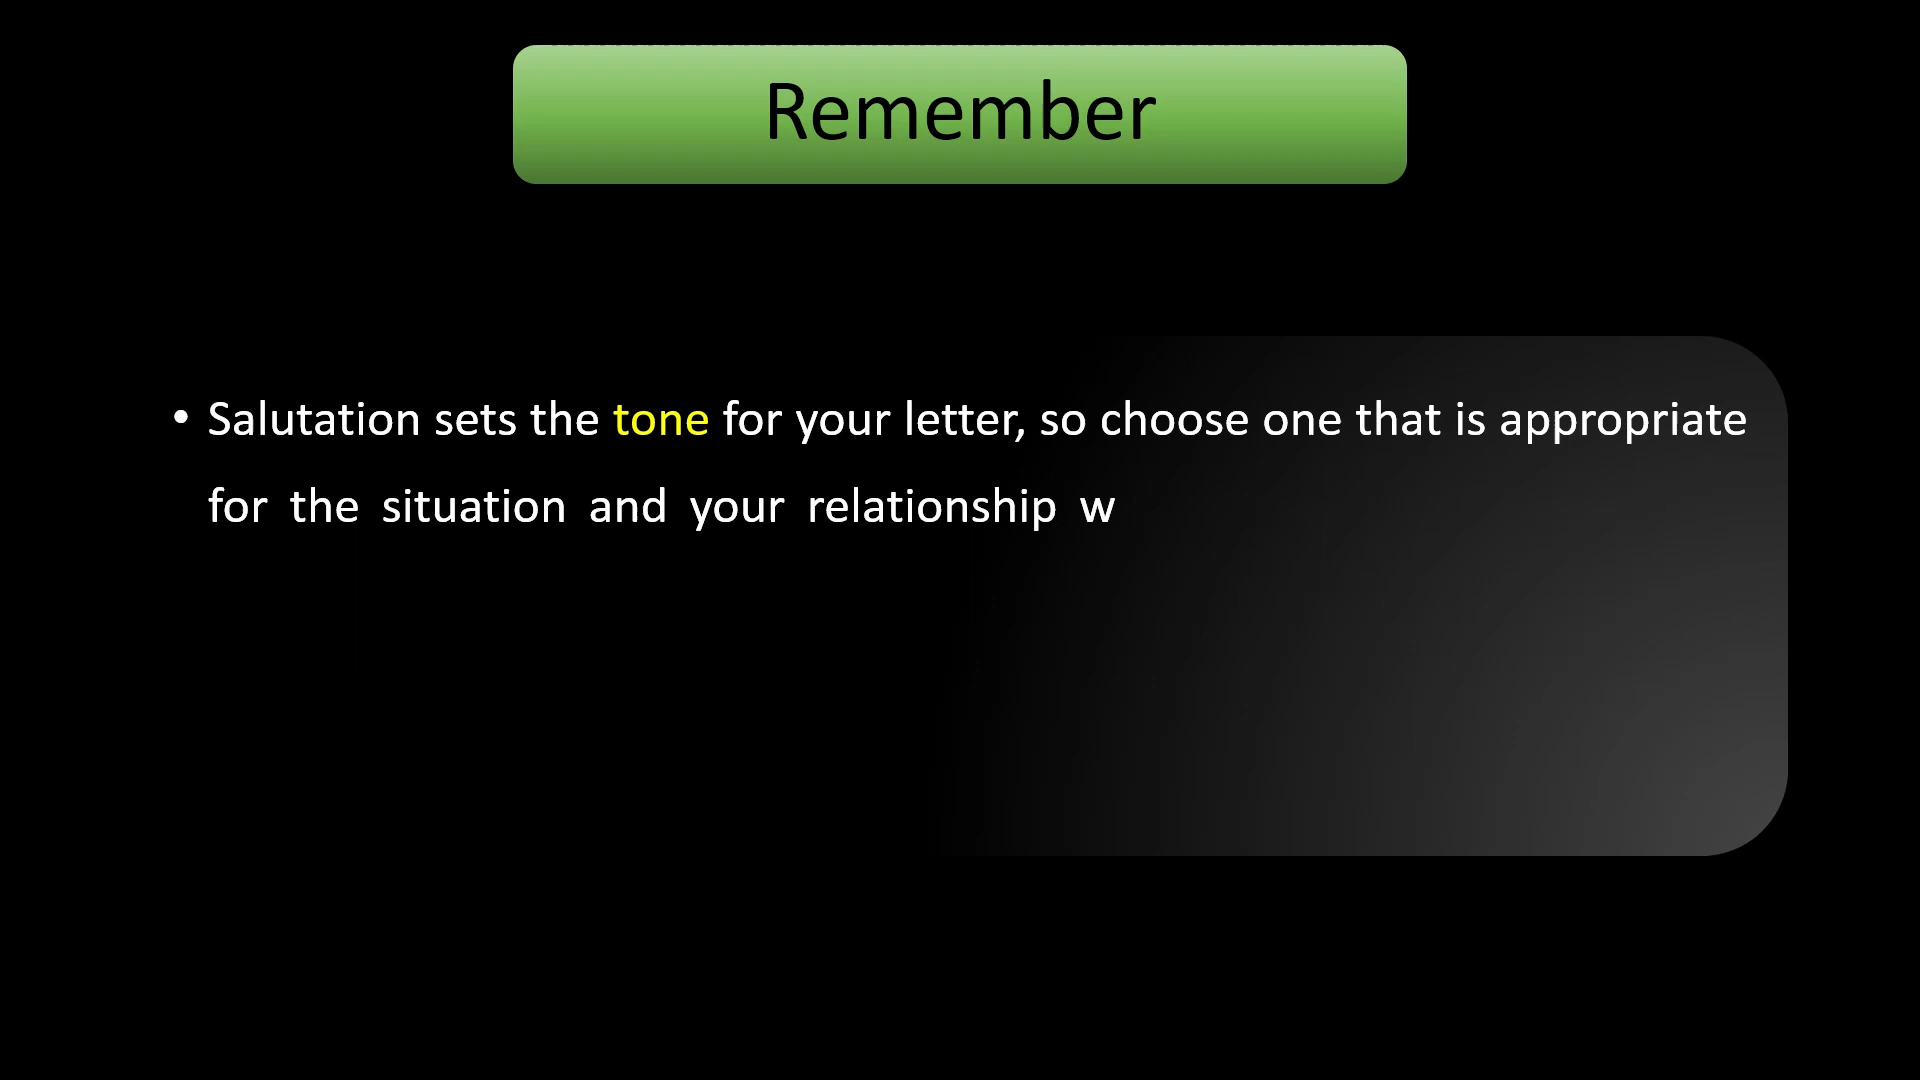 Remember
• Salutation sets the tone for your letter, so choose one that is appropriate
for the situation and your relationship w